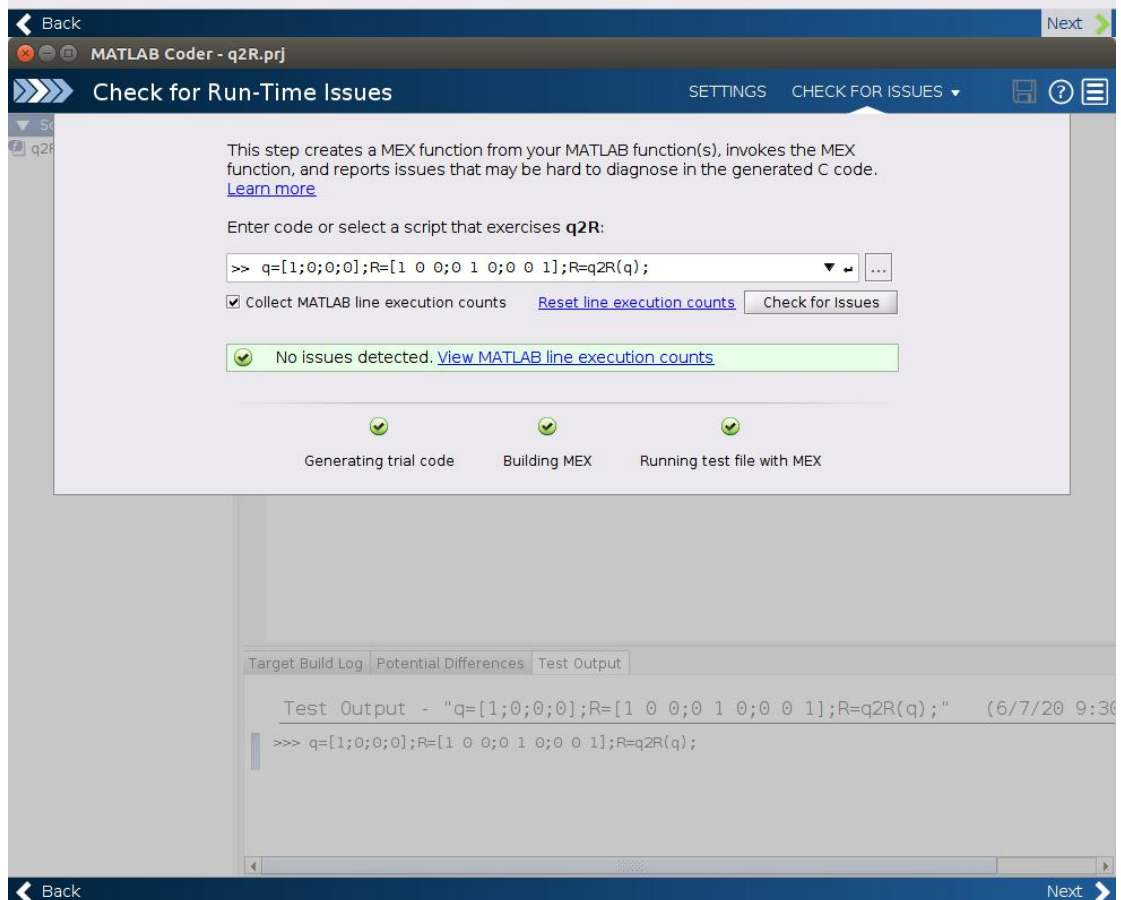 Back
Next
MATLAB Coder - q2R.prj
Check for Run-Time Issues
SETTINGS
CHECK FOR ISSUES
q2R
This step creates a MEX function from your MATLAB function(s), invokes the MEX
function, and reports issues that may be hard to diagnose in the generated C code.
Learn more
Enter code or select a script that exercises q2R:
>> q=[1;0;0;0];R=[1 0 0;0 1 0;0 0 1];R=q2R(q);
...
Collect MATLAB line execution counts
Reset line execution counts
Check for Issues
No issues detected. View MATLAB line execution counts
Generating trial code
Building MEX
Running test file with MEX
Target Build Log
Potential Differences
Test Output
Test Output - "q=[1;0;0;0];R=[1 0 0;0 1 0;0 0 1];R=q2R(q);" (6/7/20 9:30
>>> q=[1;0;0;0];R=[1 0 0;0 1 0;0 0 1];R=q2R(q);
Back
Next